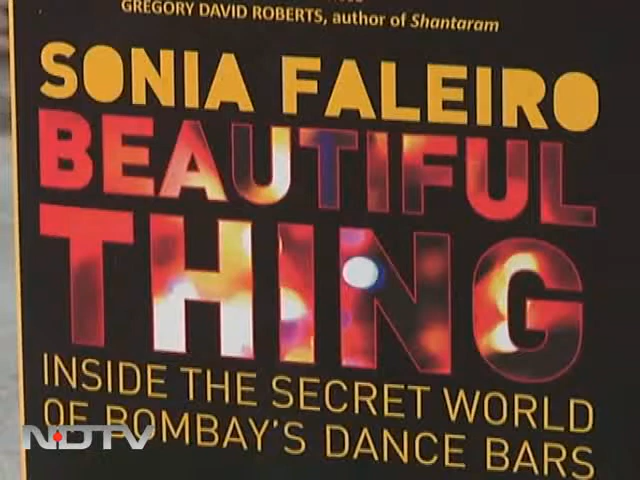 GREGORY DAVID ROBERTS, author of Shantaram
SONIA FALEIRO
BEAUTIFUL
THING
INSIDE THE SECRET WORLD
OF BOMBAY'S DANCE BARS
NDTV